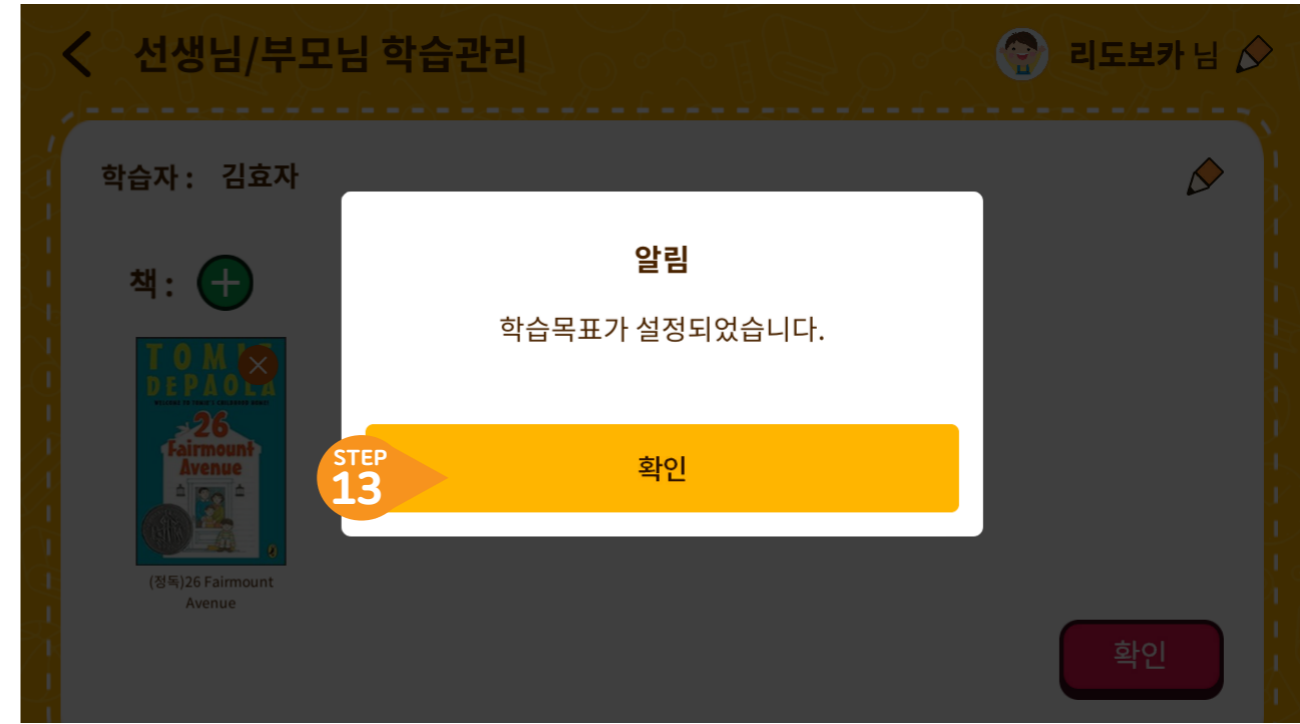 선생님/부모님 학습관리
리도보카 님
학습자 : 김효자
알림
책 :
학습목표가 설정되었습니다.
TOMIE
DEPAOLA
26
Fairmount
Avenue
STEP
13
확인
(정독)26 Fairmount
Avenue
확인